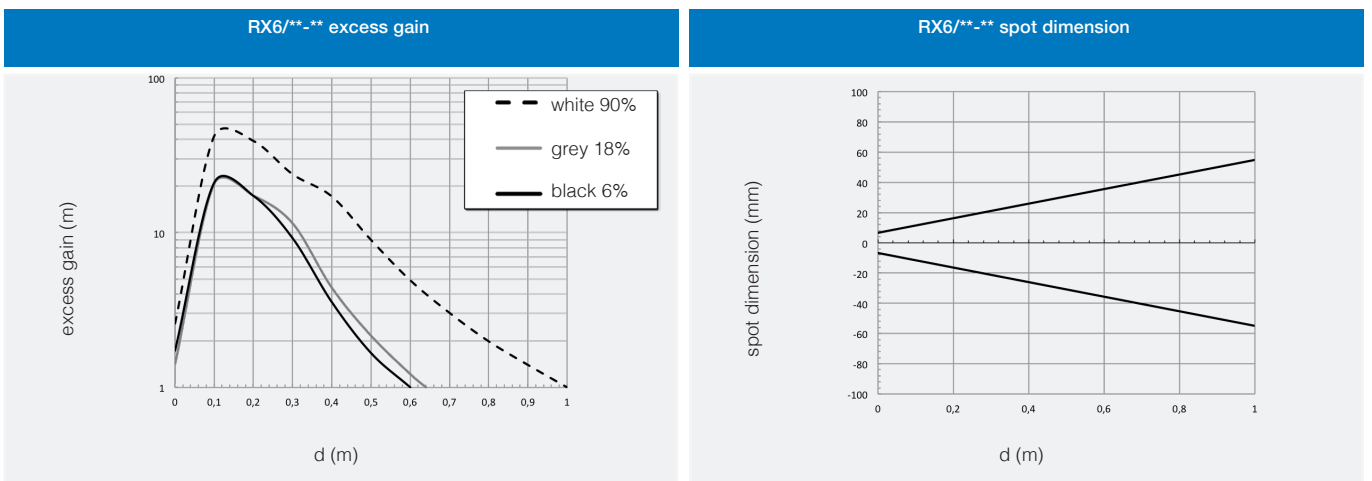 RX6/**-** excess gain
100
10
1
excess gain (m)
white 90%
grey 18%
black 6%
0 0,1 0,2 0,3 0,4 0,5 0,6 0,7 0,8 0,9 1
d (m)
RX6/**-** spot dimension
100
80
60
40
20
0
-20
-40
-60
-80
-100
spot dimension (mm)
0 0,2 0,4 0,6 0,8 1
d (m)